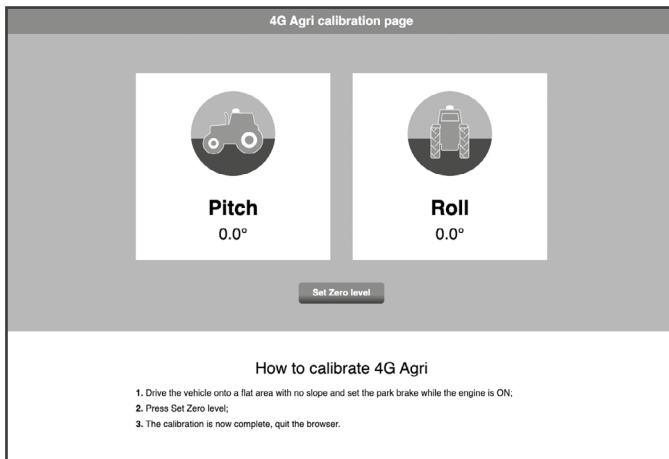 4G Agri calibration page
Pitch
0.0°
Roll
0.0°
Set Zero level
How to calibrate 4G Agri
1. Drive the vehicle onto a flat area with no slope and set the park brake while the engine is ON;
2. Press Set Zero level;
3. The calibration is now complete, quit the browser.